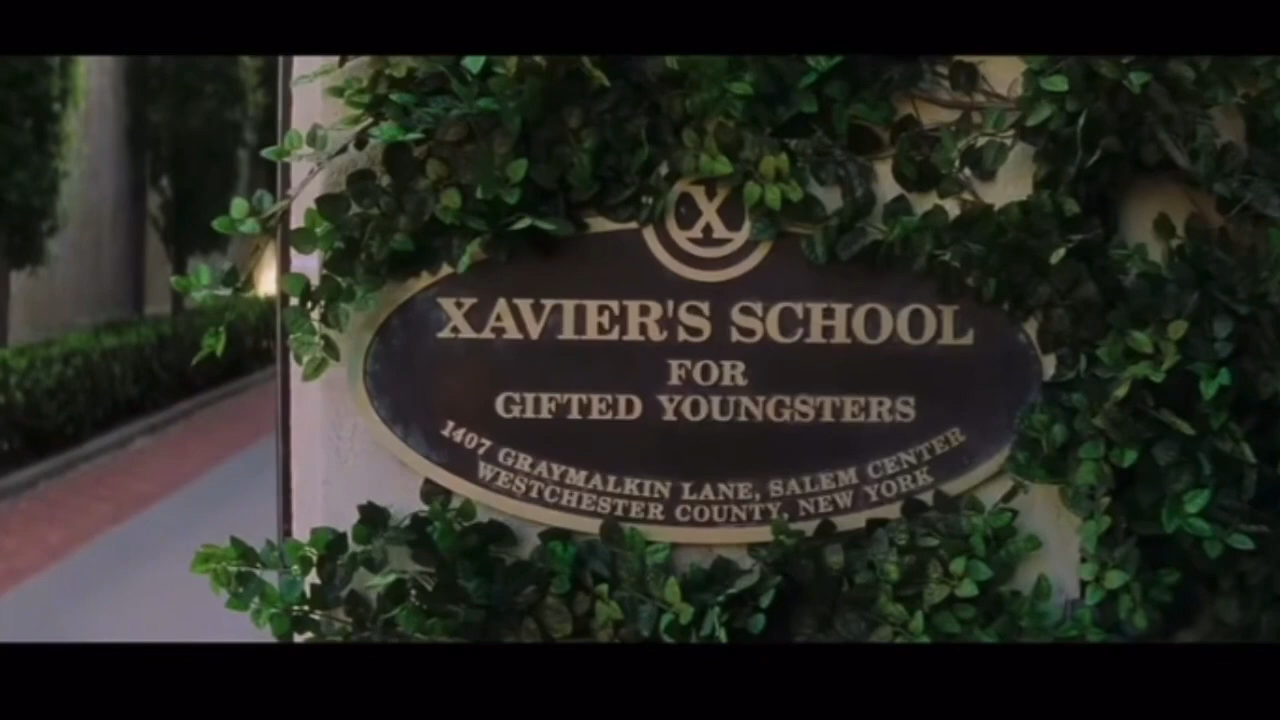 X
XAVIER'S SCHOOL
FOR
GIFTED YOUNGSTERS
1407 GRAYMALKIN LANE, SALEM CENTER
WESTCHESTER COUNTY, NEW YORK